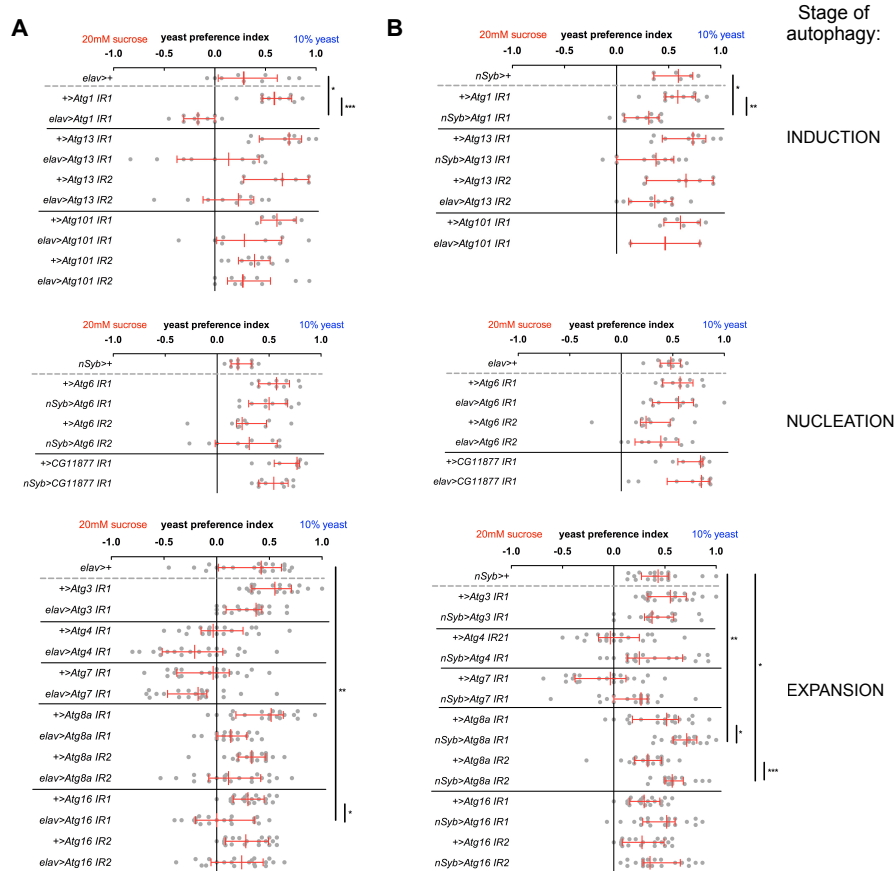 A
B
Stage of
autophagy:
20mM sucrose yeast preference index 10% yeast
-1.0 -0.5 0.0 0.5 1.0
elav>+
+>Atg1 IR1
elav>Atg1 IR1
+>Atg13 IR1
elav>Atg13 IR1
+>Atg13 IR2
elav>Atg13 IR2
+>Atg101 IR1
elav>Atg101 IR1
+>Atg101 IR2
elav>Atg101 IR2
*
***
20mM sucrose yeast preference index 10% yeast
-1.0 -0.5 0.0 0.5 1.0
nSyb>+
+>Atg1 IR1
nSyb>Atg1 IR1
+>Atg13 IR1
nSyb>Atg13 IR1
+>Atg13 IR2
elav>Atg13 IR2
+>Atg101 IR1
elav>Atg101 IR1
*
**
INDUCTION
20mM sucrose yeast preference index 10% yeast
-1.0 -0.5 0.0 0.5 1.0
nSyb>+
+>Atg6 IR1
nSyb>Atg6 IR1
+>Atg6 IR2
nSyb>Atg6 IR2
+>CG11877 IR1
nSyb>CG11877 IR1
20mM sucrose yeast preference index 10% yeast
-1.0 -0.5 0.0 0.5 1.0
elav>+
+>Atg6 IR1
elav>Atg6 IR1
+>Atg6 IR2
elav>Atg6 IR2
+>CG11877 IR1
elav>CG11877 IR1
NUCLEATION
20mM sucrose yeast preference index 10% yeast
-1.0 -0.5 0.0 0.5 1.0
elav>+
+>Atg3 IR1
elav>Atg3 IR1
+>Atg4 IR1
elav>Atg4 IR1
+>Atg7 IR1
elav>Atg7 IR1
+>Atg8a IR1
elav>Atg8a IR1
+>Atg8a IR2
elav>Atg8a IR2
+>Atg16 IR1
elav>Atg16 IR1
+>Atg16 IR2
elav>Atg16 IR2
**
*
20mM sucrose yeast preference index 10% yeast
-1.0 -0.5 0.0 0.5 1.0
nSyb>+
+>Atg3 IR1
nSyb>Atg3 IR1
+>Atg4 IR21
nSyb>Atg4 IR1
+>Atg7 IR1
nSyb>Atg7 IR1
+>Atg8a IR1
nSyb>Atg8a IR1
+>Atg8a IR2
nSyb>Atg8a IR2
+>Atg16 IR1
nSyb>Atg16 IR1
+>Atg16 IR2
nSyb>Atg16 IR2
**
*
*
***
EXPANSION